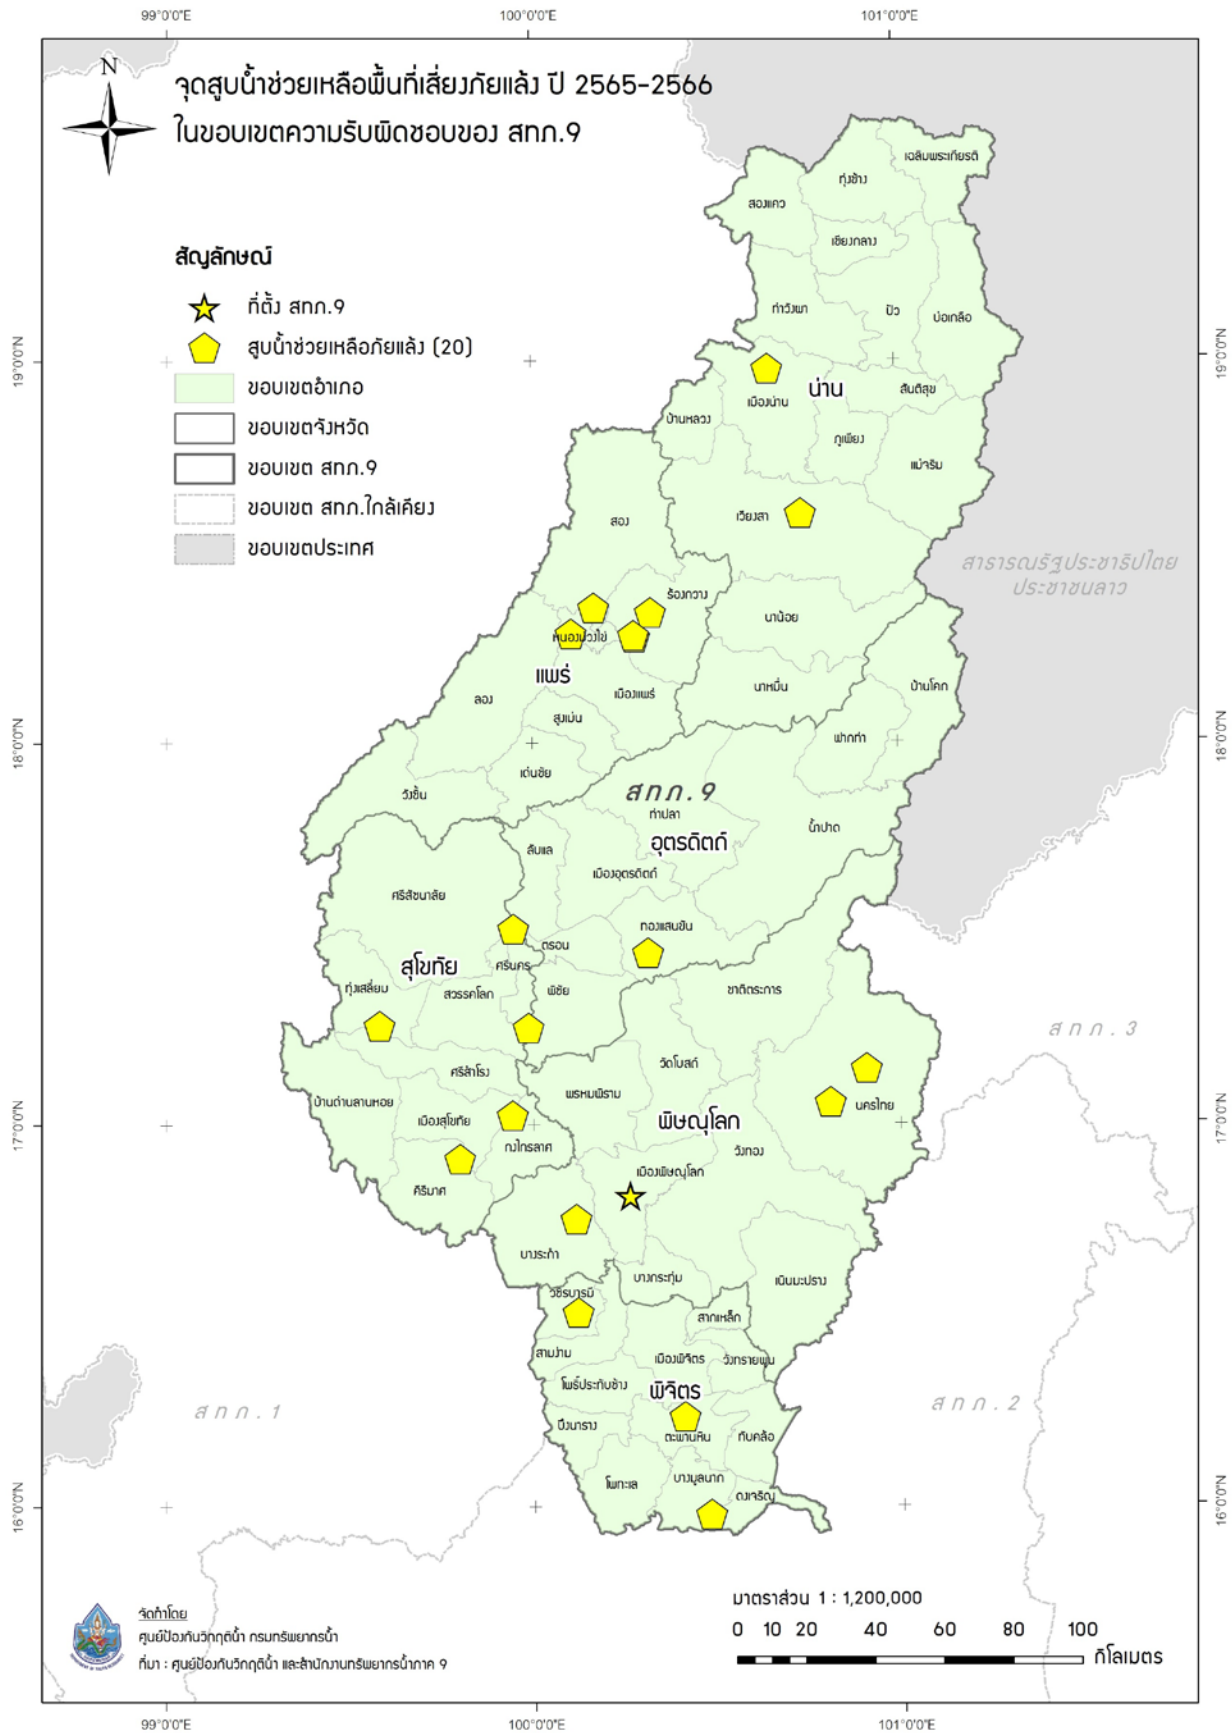 99°0'0"E
100°0'0"E
101°0'0"E
N
จุดสูบน้ำช่วยเหลือพื้นที่เสี่ยงภัยแล้ง ปี 2565-2566
ในขอบเขตความรับผิดชอบของ สทภ.9
สัญลักษณ์
ที่ตั้ง สทภ.9
สูบน้ำช่วยเหลือภัยแล้ง (20)
ขอบเขตอำเภอ
ขอบเขตจังหวัด
ขอบเขต สทภ.9
ขอบเขต สทภ.ใกล้เคียง
ขอบเขตประเทศ
เฉลิมพระเกียรติ
ทุ่งช้าง
สองแคว
เชียงกลาง
ท่าวังผา
ปัว
บ่อเกลือ
19°0'0"N
19°0'0"N
น่าน
สันติสุข
เมืองน่าน
บ้านหลวง
ภูเพียง
แม่จริม
สอง
เวียงสา
สาธารณรัฐประชาธิปไตย
ประชาชนลาว
ร้องกวาง
นาน้อย
หนองม่วงไข่
แพร่
เมืองแพร่
นาหมื่น
บ้านโคก
ลอง
สูงเม่น
ฟากท่า
18°0'0"N
18°0'0"N
เด่นชัย
วังชิ้น
สทภ.9
ท่าปลา
น้ำปาด
อุตรดิตถ์
ลับแล
เมืองอุตรดิตถ์
ศรีสัชนาลัย
ทองแสนขัน
ตรอน
สุโขทัย
ศรีนคร
ทุ่งเสลี่ยม
สวรรคโลก
พิชัย
ชาติตระการ
สทภ.3
วัดโบสถ์
ศรีสำโรง
พรหมพิราม
บ้านด่านลานหอย
นครไทย
เมืองสุโขทัย
พิษณุโลก
17°0'0"N
17°0'0"N
กงไกรลาศ
วังทอง
เมืองพิษณุโลก
คีรีมาศ
บางระกำ
บางกระทุ่ม
เนินมะปราง
วชิรบารมี
สากเหล็ก
สามง่าม
เมืองพิจิตร
วังทรายพูน
โพธิ์ประทับช้าง
พิจิตร
สทภ.1
สทภ.2
บึงนาราง
ตะพานหิน
ทับคล้อ
โพทะเล
บางมูลนาก
ดงเจริญ
16°0'0"N
16°0'0"N
จัดทำโดย
ศูนย์ป้องกันวิกฤติน้ำ กรมทรัพยากรน้ำ
ที่มา : ศูนย์ป้องกันวิกฤติน้ำ และสำนักงานทรัพยากรน้ำภาค 9
มาตราส่วน 1 : 1,200,000
0 10 20 40 60 80 100
กิโลเมตร
99°0'0"E
100°0'0"E
101°0'0"E